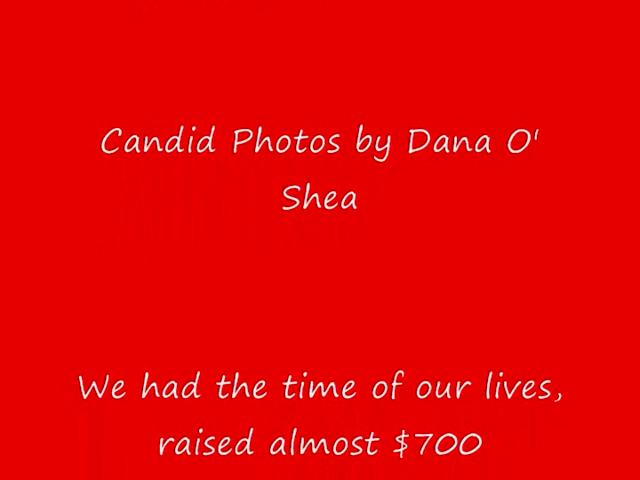 Candid Photos by Dana O'
Shea
We had the time of our lives,
raised almost $700